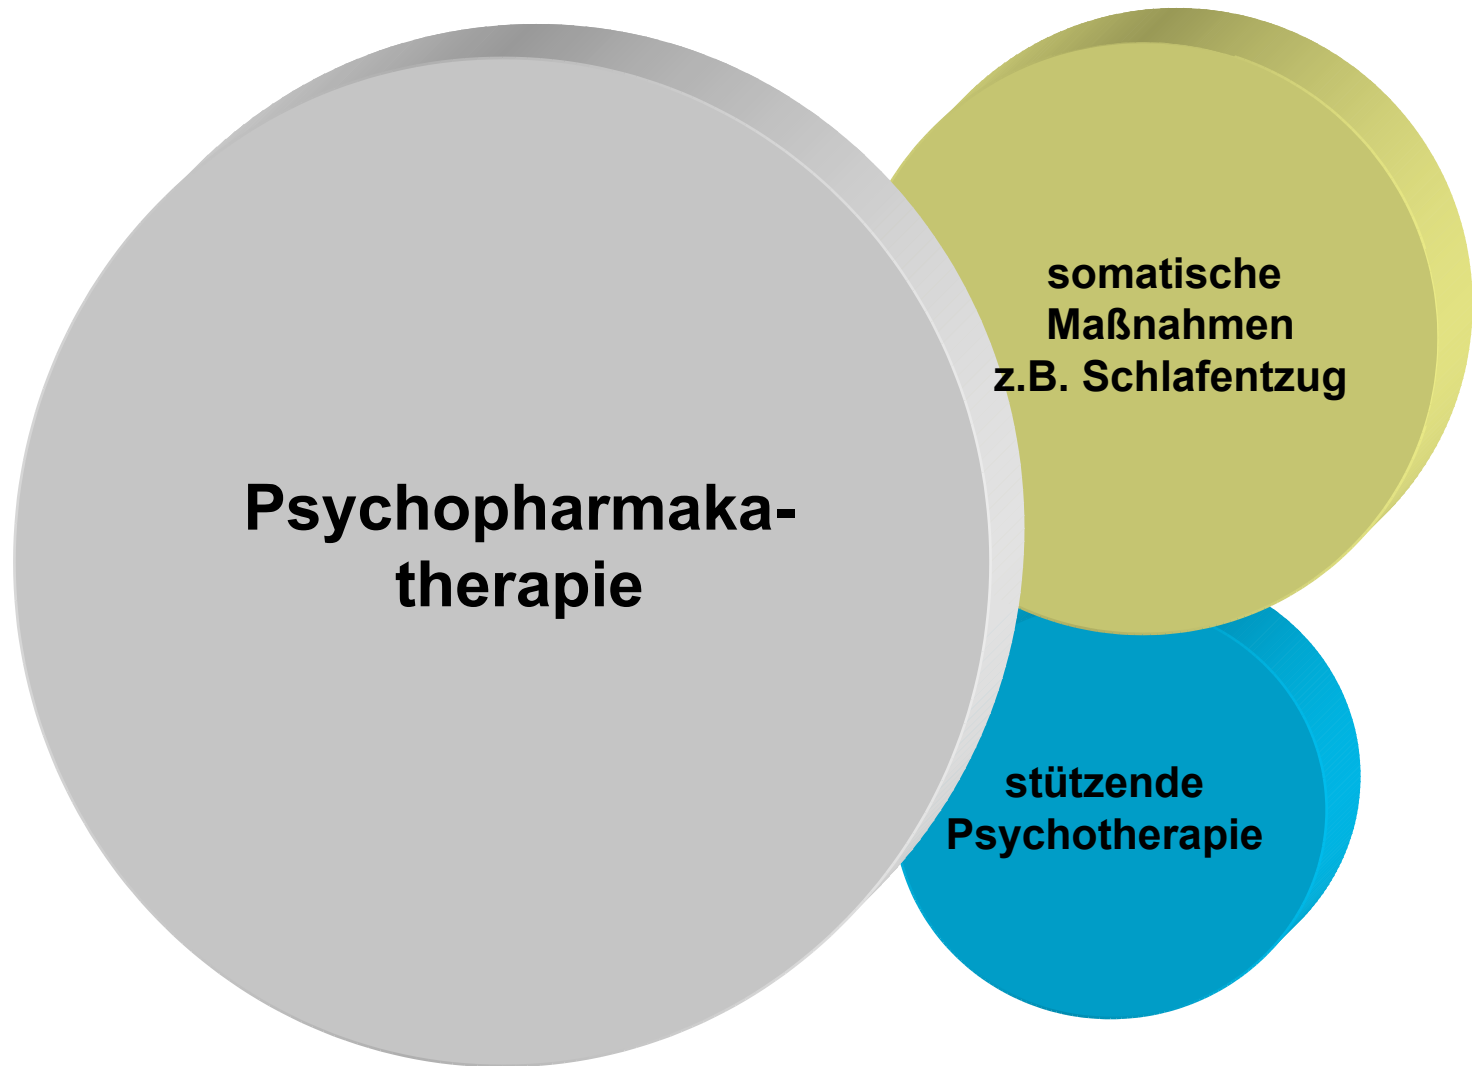 Psychopharmaka-
therapie
somatische
Maßnahmen
z.B. Schlafentzug
stützende
Psychotherapie